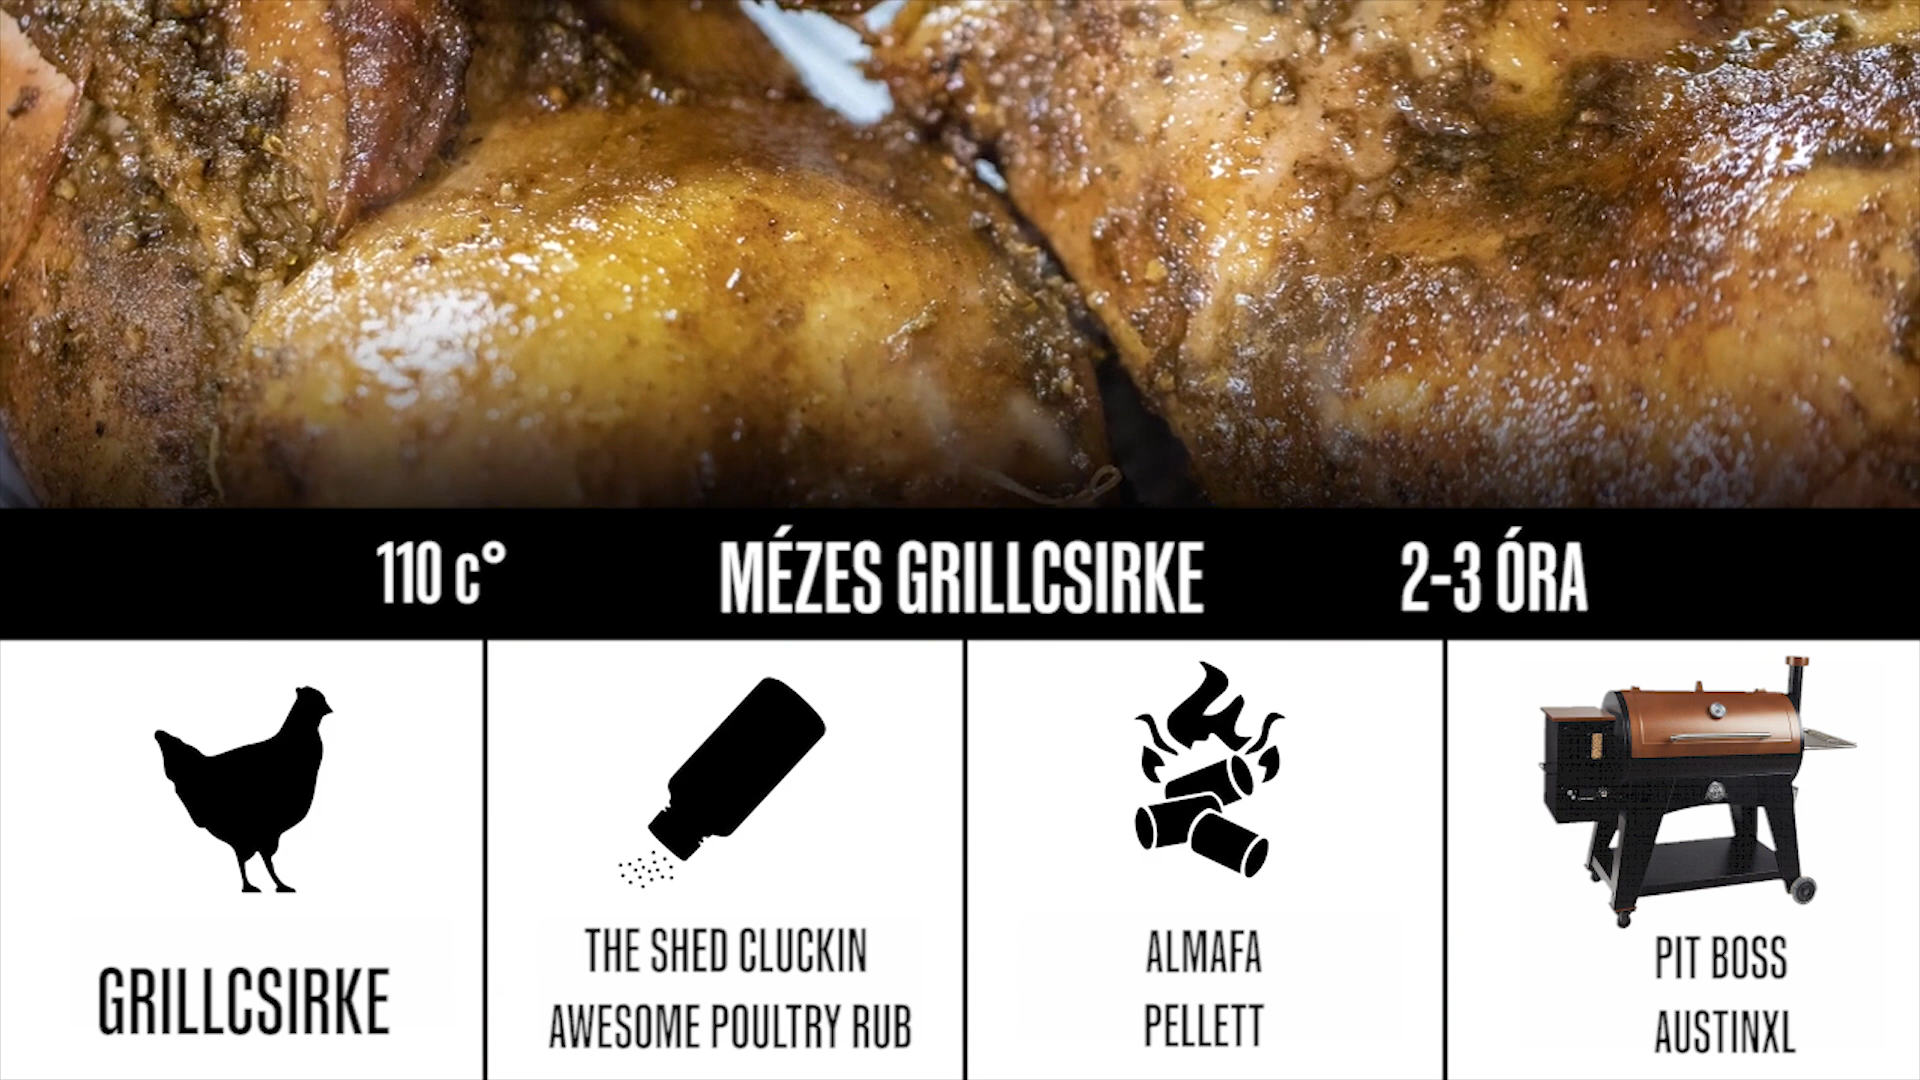 110 c°
MÉZES GRILLCSIRKE
2-3 ÓRA
GRILLCSIRKE
THE SHED CLUCKIN
AWESOME POULTRY RUB
ALMAFA
PELLETT
PIT BOSS
AUSTINXL